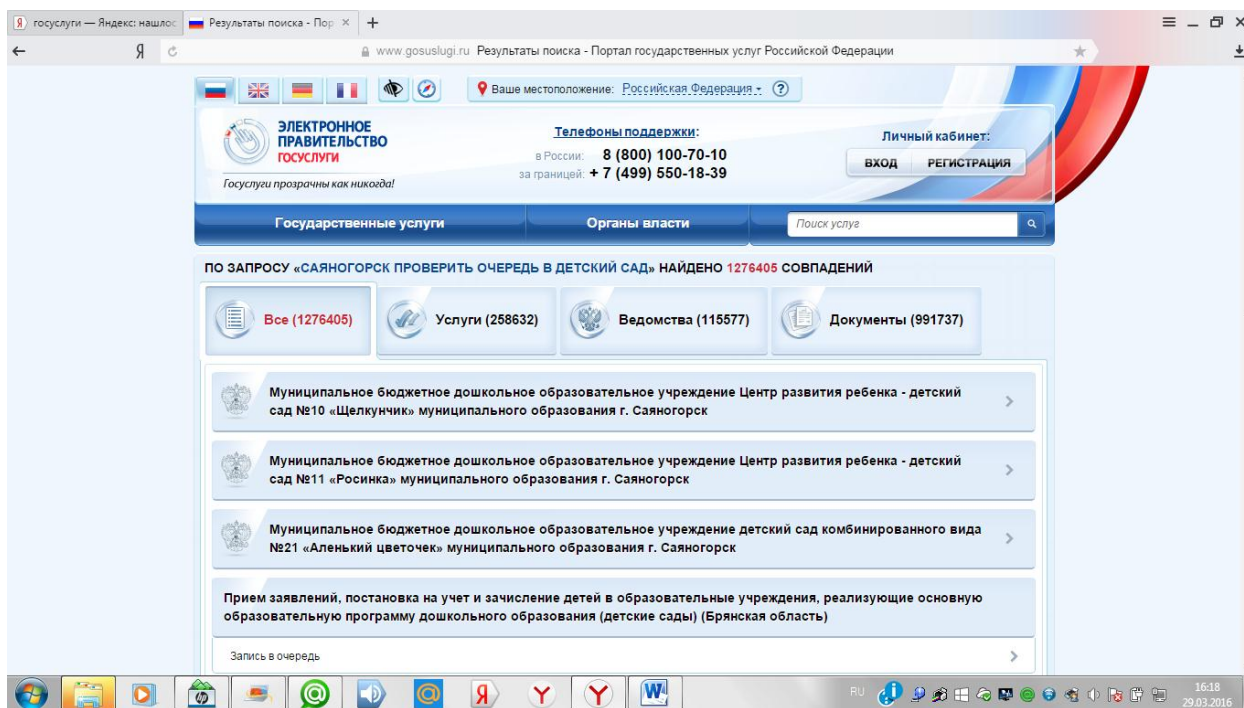 госуслуги — Яндекс: нашлос
Результаты поиска - Пор
www.gosuslugi.ru Результаты поиска - Портал государственных услуг Российской Федерации
Ваше местоположение: Российская Федерация
ЭЛЕКТРОННОЕ
ПРАВИТЕЛЬСТВО
ГОСУСЛУГИ
Госуслуги прозрачны как никогда!
Телефоны поддержки:
в России: 8 (800) 100-70-10
за границей: + 7 (499) 550-18-39
Личный кабинет:
ВХОД РЕГИСТРАЦИЯ
Государственные услуги
Органы власти
Поиск услуг
ПО ЗАПРОСУ «САЯНОГОРСК ПРОВЕРИТЬ ОЧЕРЕДЬ В ДЕТСКИЙ САД» НАЙДЕНО 1276405 СОВПАДЕНИЙ
Все (1276405)
Услуги (258632)
Ведомства (115577)
Документы (991737)
Муниципальное бюджетное дошкольное образовательное учреждение Центр развития ребенка - детский
сад №10 «Щелкунчик» муниципального образования г. Саяногорск
Муниципальное бюджетное дошкольное образовательное учреждение Центр развития ребенка - детский
сад №11 «Росинка» муниципального образования г. Саяногорск
Муниципальное бюджетное дошкольное образовательное учреждение детский сад комбинированного вида
№21 «Аленький цветочек» муниципального образования г. Саяногорск
Прием заявлений, постановка на учет и зачисление детей в образовательные учреждения, реализующие основную
образовательную программу дошкольного образования (детские сады) (Брянская область)
Запись в очередь
RU
16:18
29.03.2016